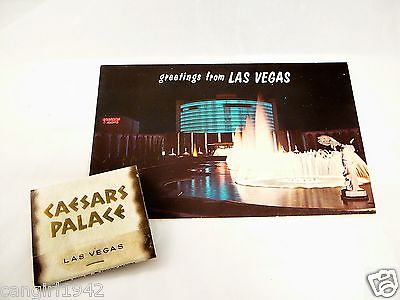 greetings from LAS VEGAS
CAESARS
PALACE
LAS VEGAS
cangirl1942